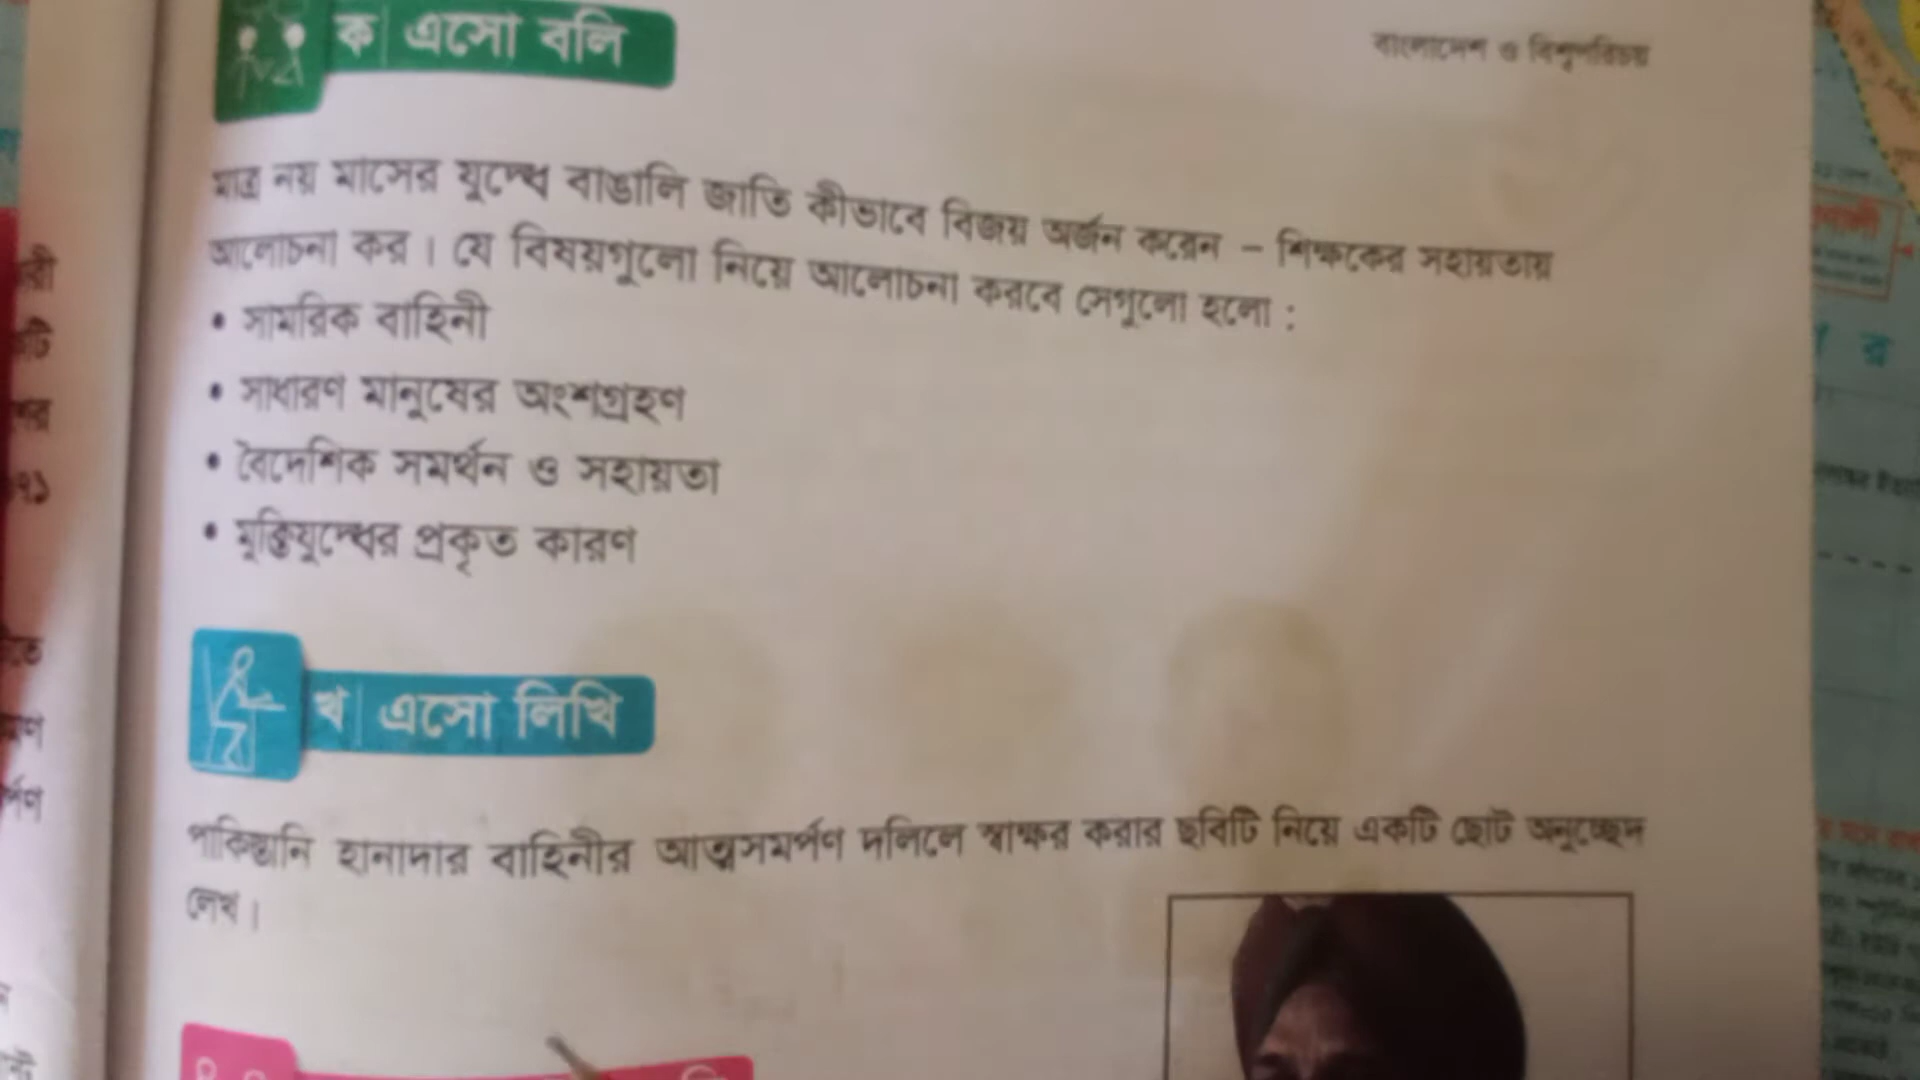 ক এসো বলি
বাংলাদেশ ও বিশ্বপরিচয়
মাত্র নয় মাসের যুদ্ধে বাঙালি জাতি কীভাবে বিজয় অর্জন করেন – শিক্ষকের সহায়তায়
আলোচনা কর। যে বিষয়গুলো নিয়ে আলোচনা করবে সেগুলো হলো :
• সামরিক বাহিনী
• সাধারণ মানুষের অংশগ্রহণ
• বৈদেশিক সমর্থন ও সহায়তা
• মুক্তিযুদ্ধের প্রকৃত কারণ
খ এসো লিখি
পাকিস্তানি হানাদার বাহিনীর আত্মসমর্পণ দলিলে স্বাক্ষর করার ছবিটি নিয়ে একটি ছোট অনুচ্ছেদ
লেখ।